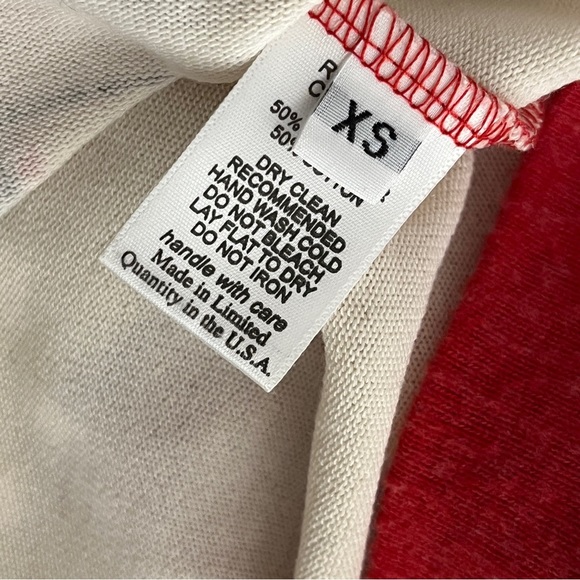 XS
50%
50%
DRY CLEAN
RECOMMENDED
HAND WASH COLD
DO NOT BLEACH
LAY FLAT TO DRY
DO NOT IRON
handle with care
Made in Limited
Quantity in the U.S.A.